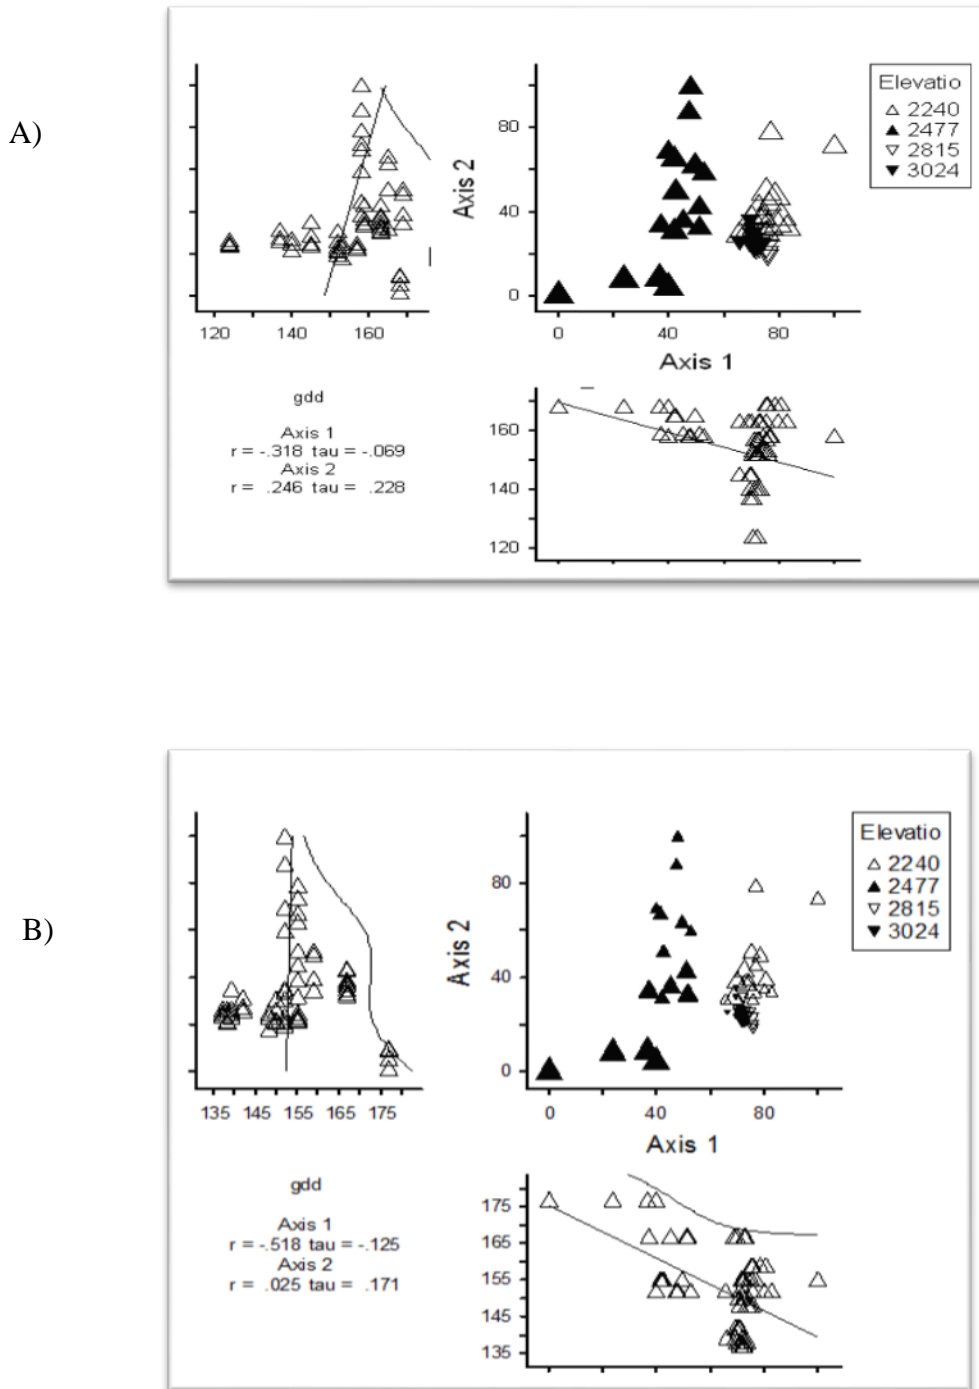 A)
Axis 2
80
40
0
120
140
160
0
40
80
Axis 1
Elevatio
2240
2477
2815
3024
gdd
Axis 1
r = -.318 tau = -.069
Axis 2
r = .246 tau = .228
160
140
120
B)
Axis 2
80
40
0
135 145 155 165 175
0
40
80
Axis 1
Elevatio
2240
2477
2815
3024
gdd
Axis 1
r = -.518 tau = -.125
Axis 2
r = .025 tau = .171
175
165
155
145
135